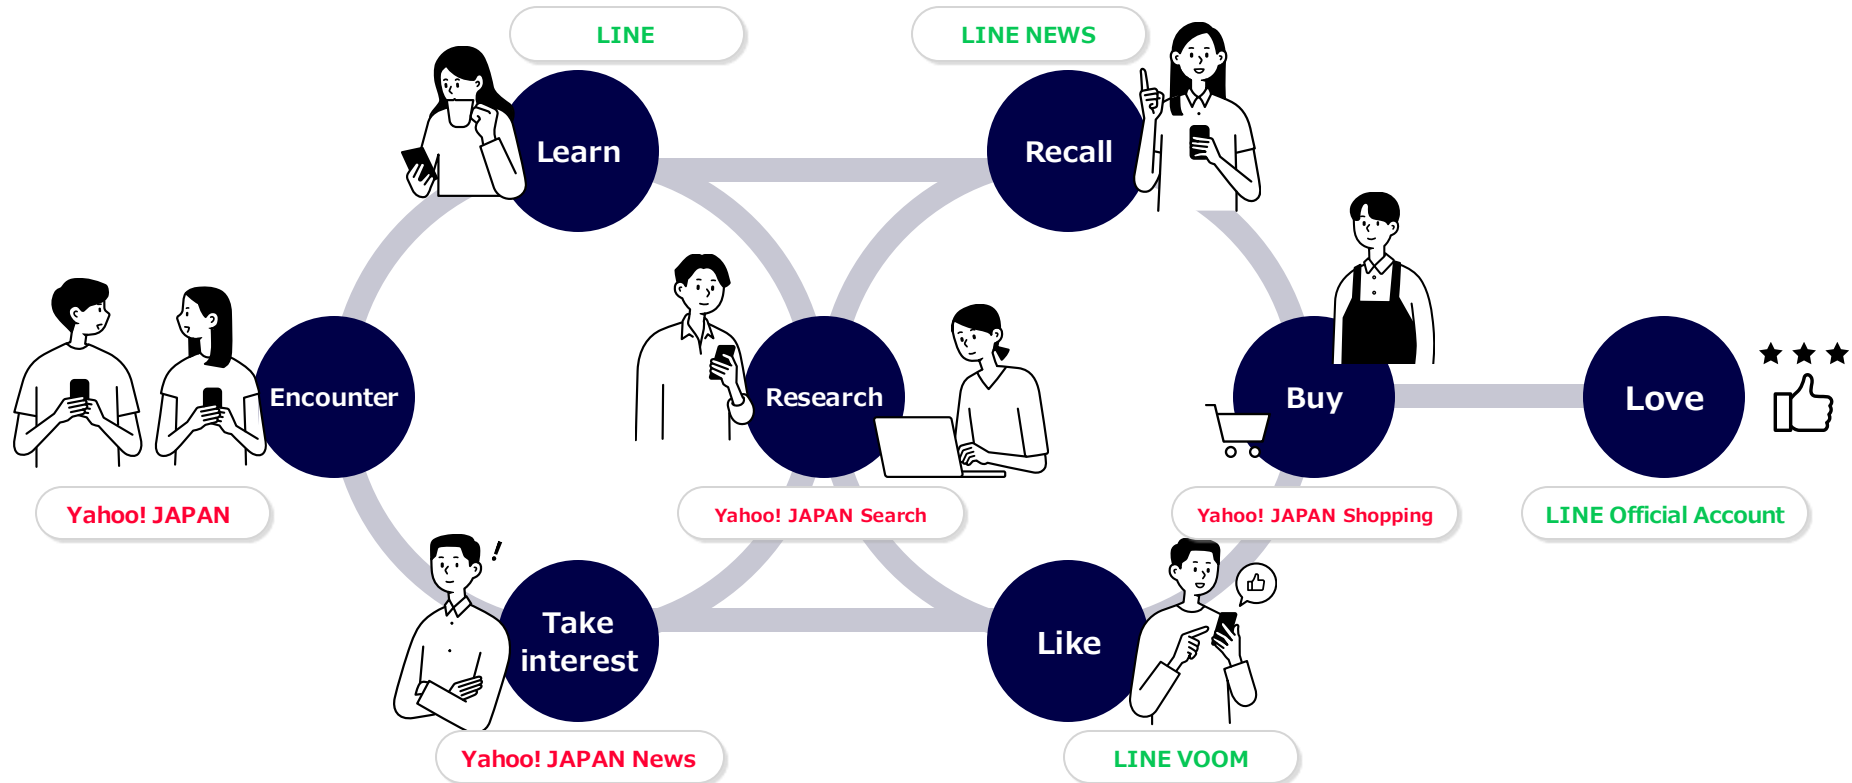 LINE
LINE NEWS
Learn
Recall
Encounter
Research
Buy
Love
Yahoo! JAPAN
Yahoo! JAPAN Search
Yahoo! JAPAN Shopping
LINE Official Account
Take
interest
Like
Yahoo! JAPAN News
LINE VOOM